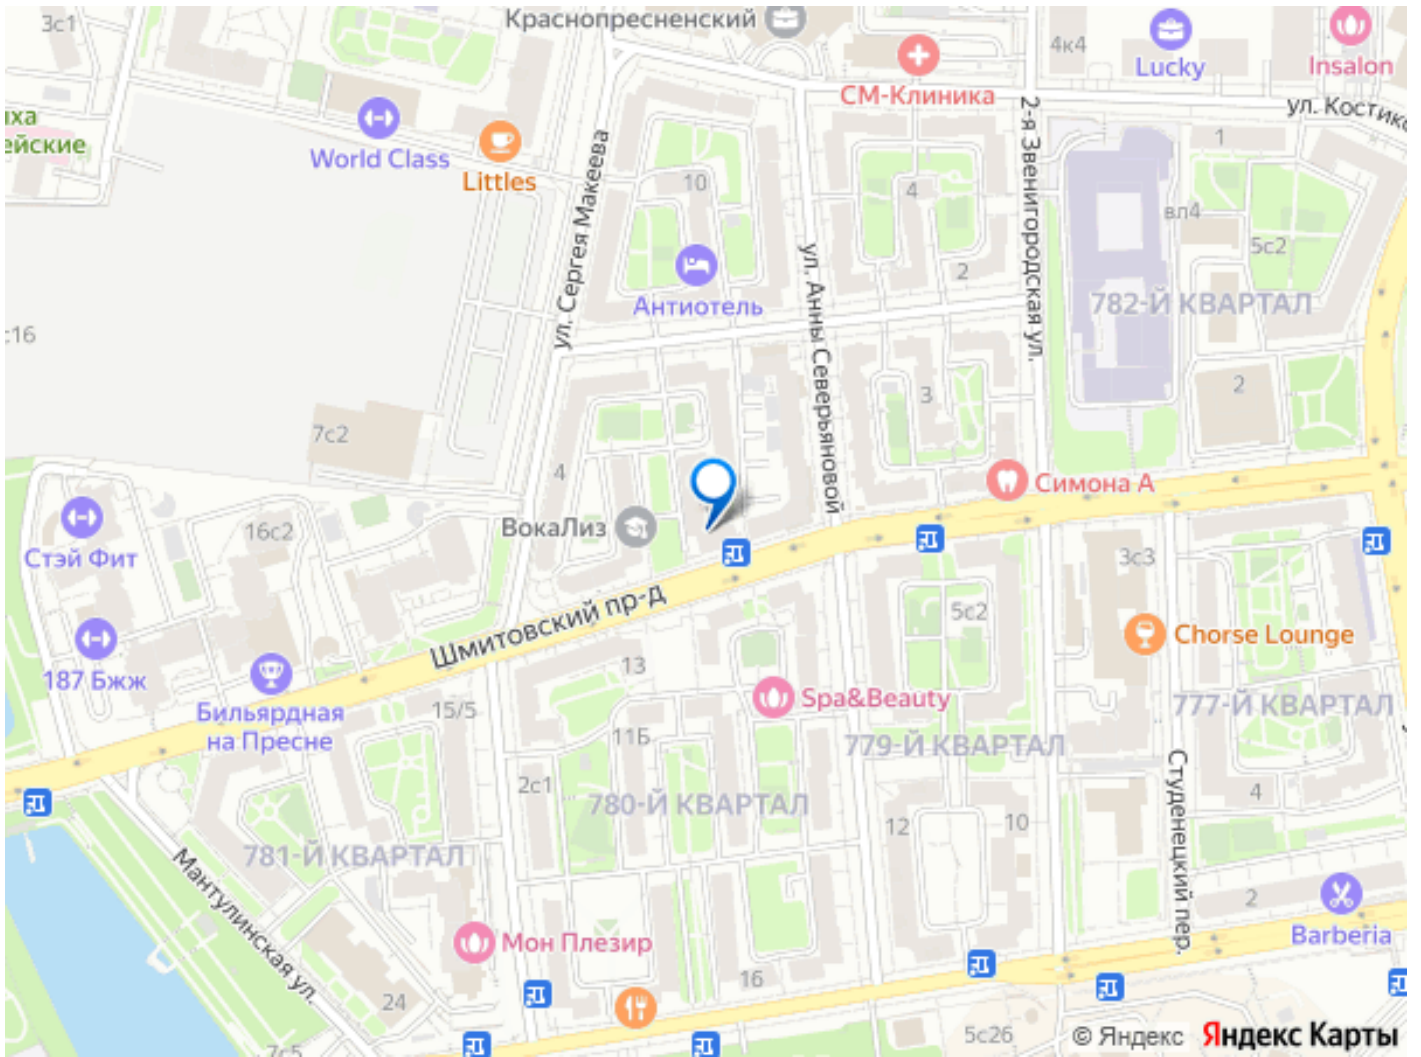 3с1
Краснопресненский
4к4
Lucky
Insalon
СМ-Клиника
ул. Костико
иха
ейские
World Class
Littles
ул. Сергея Макеева
10
4
2-я Звенигородская ул.
1
вл4
5с2
2
Антиотель
ул. Анны Северьяновой
782-Й КВАРТАЛ
с16
3
2
7с2
4
Симона А
16с2
ВокаЛиз
Стэй Фит
3с3
Шмитовский пр-д
5с2
Chorse Lounge
187 Бжж
13
Spa&Beauty
Бильярдная
на Пресне
15/5
11Б
779-Й КВАРТАЛ
777-Й КВАРТАЛ
2с1
780-Й КВАРТАЛ
Студенецкий пер.
4
781-Й КВАРТАЛ
12
10
Мантулинская ул.
2
Мон Плезир
Barberia
16
24
5с26
7с5
© Яндекс Яндекс Карты